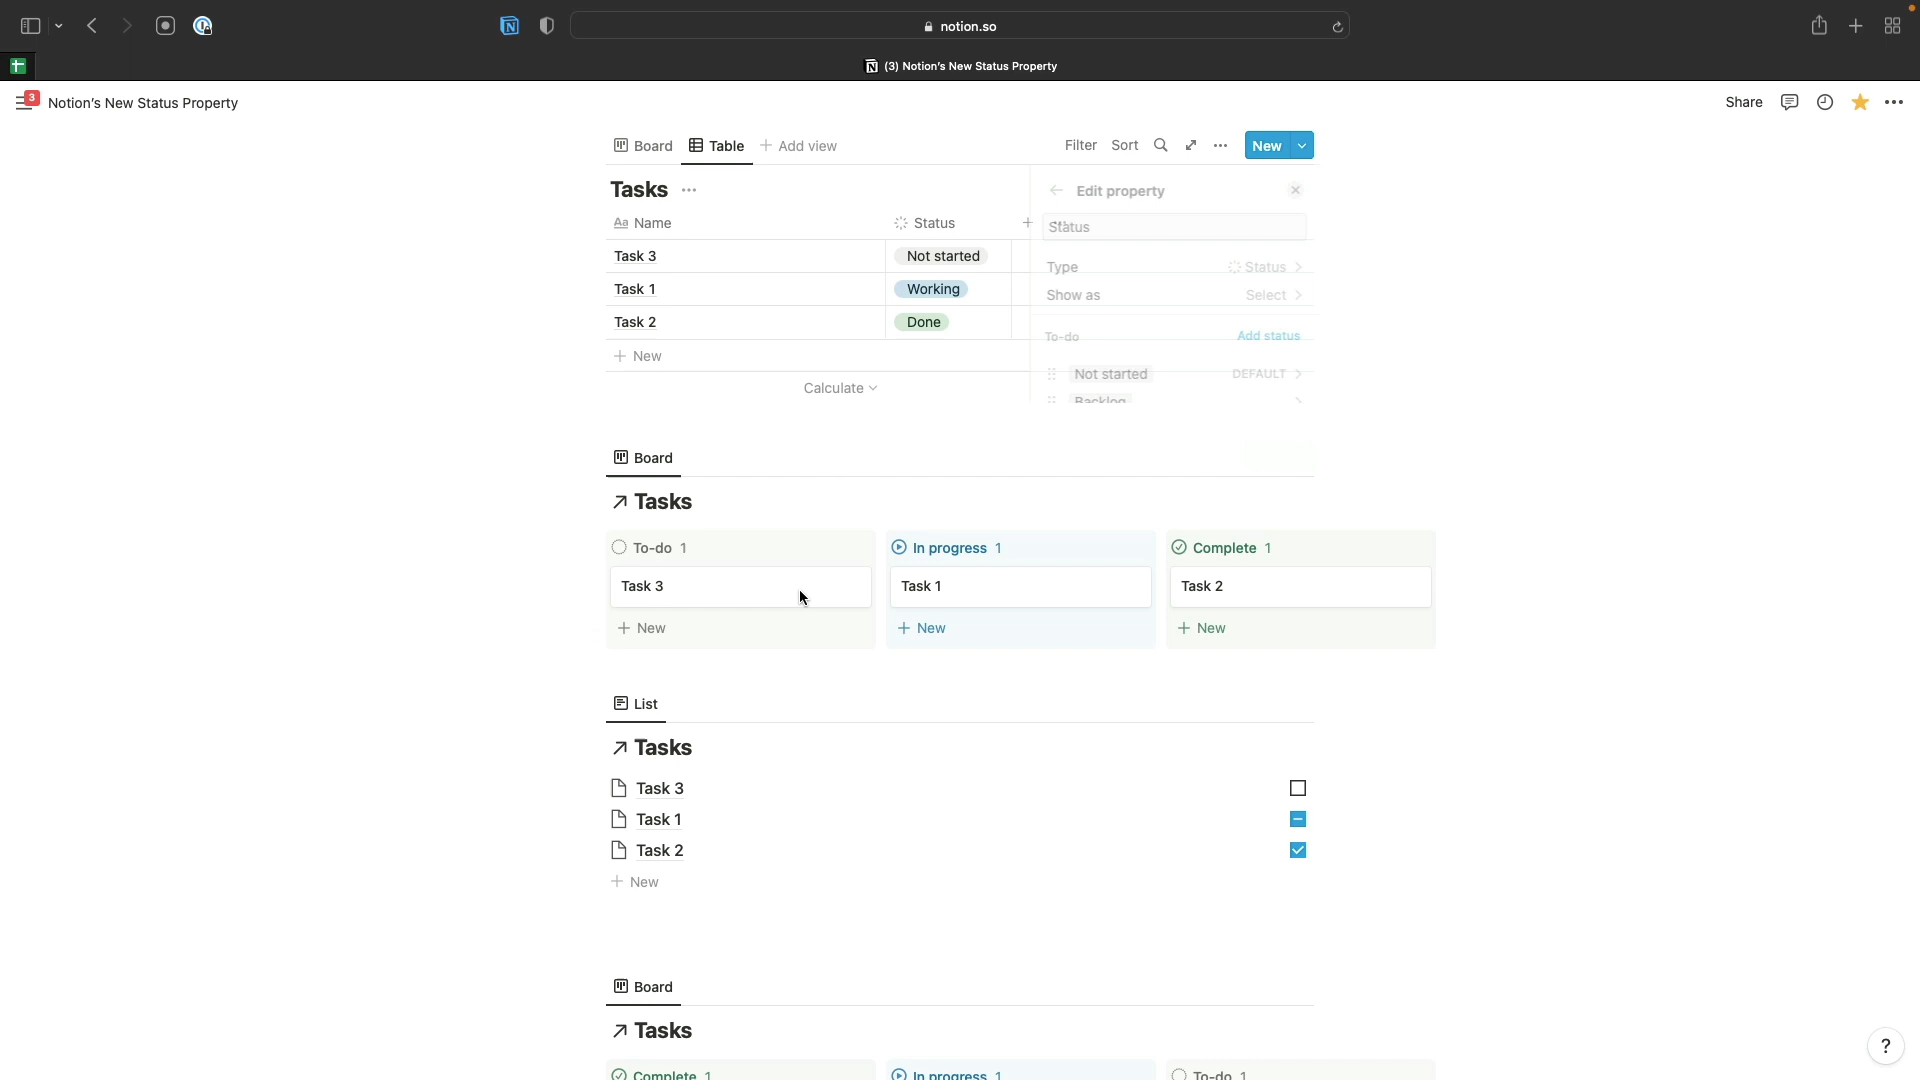 notion.so
(3) Notion's New Status Property
3 Notion's New Status Property Share
Board Table + Add view Filter Sort New
Tasks
Edit property
Aa Name Status +
Status
Task 3 Not started
Type Status
Task 1 Working
Show as Select
Task 2 Done
To-do Add status
+ New
Not started DEFAULT
Calculate
Backlog
Board
Tasks
To-do 1 In progress 1 Complete 1
Task 3 Task 1 Task 2
+ New + New + New
List
Tasks
Task 3
Task 1
Task 2
+ New
Board
Tasks
Complete 1 In progress 1 To-do 1
?